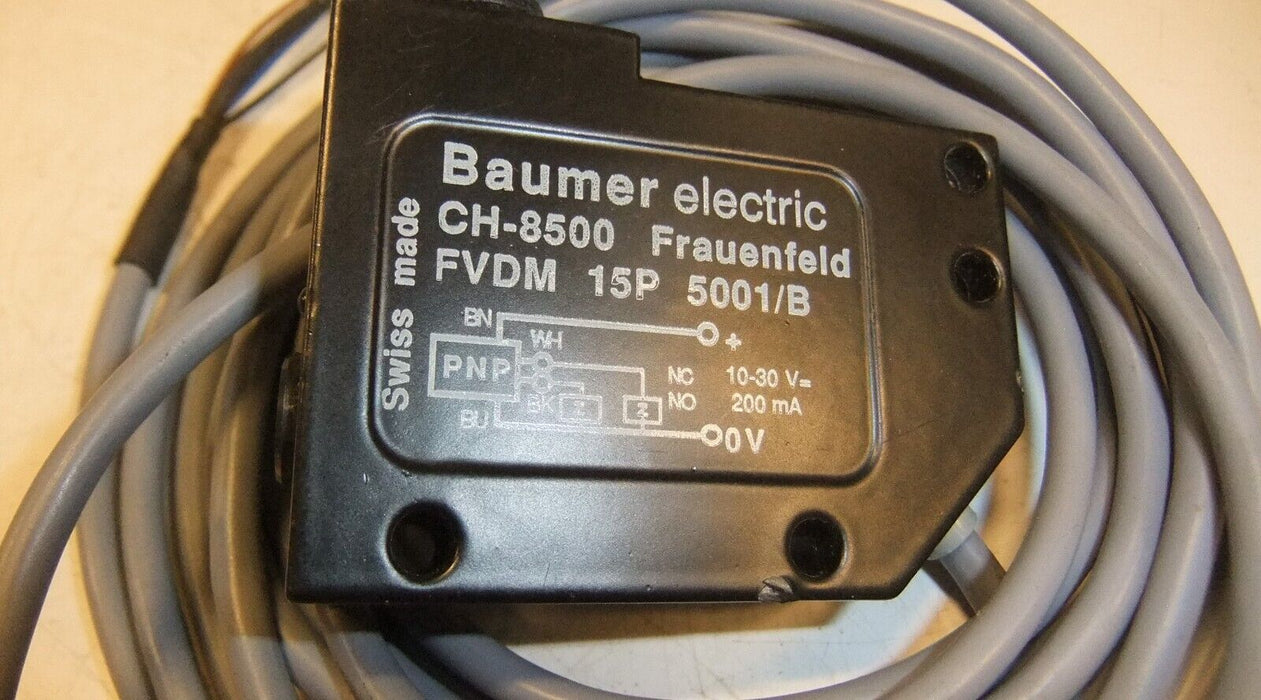 Baumer electric
CH-8500 Frauenfeld
FVDM 15P 5001/B
Swiss made
BN
+
WH
PNP
NC 10-30 V=
BK
NO 200 mA
BU
0V